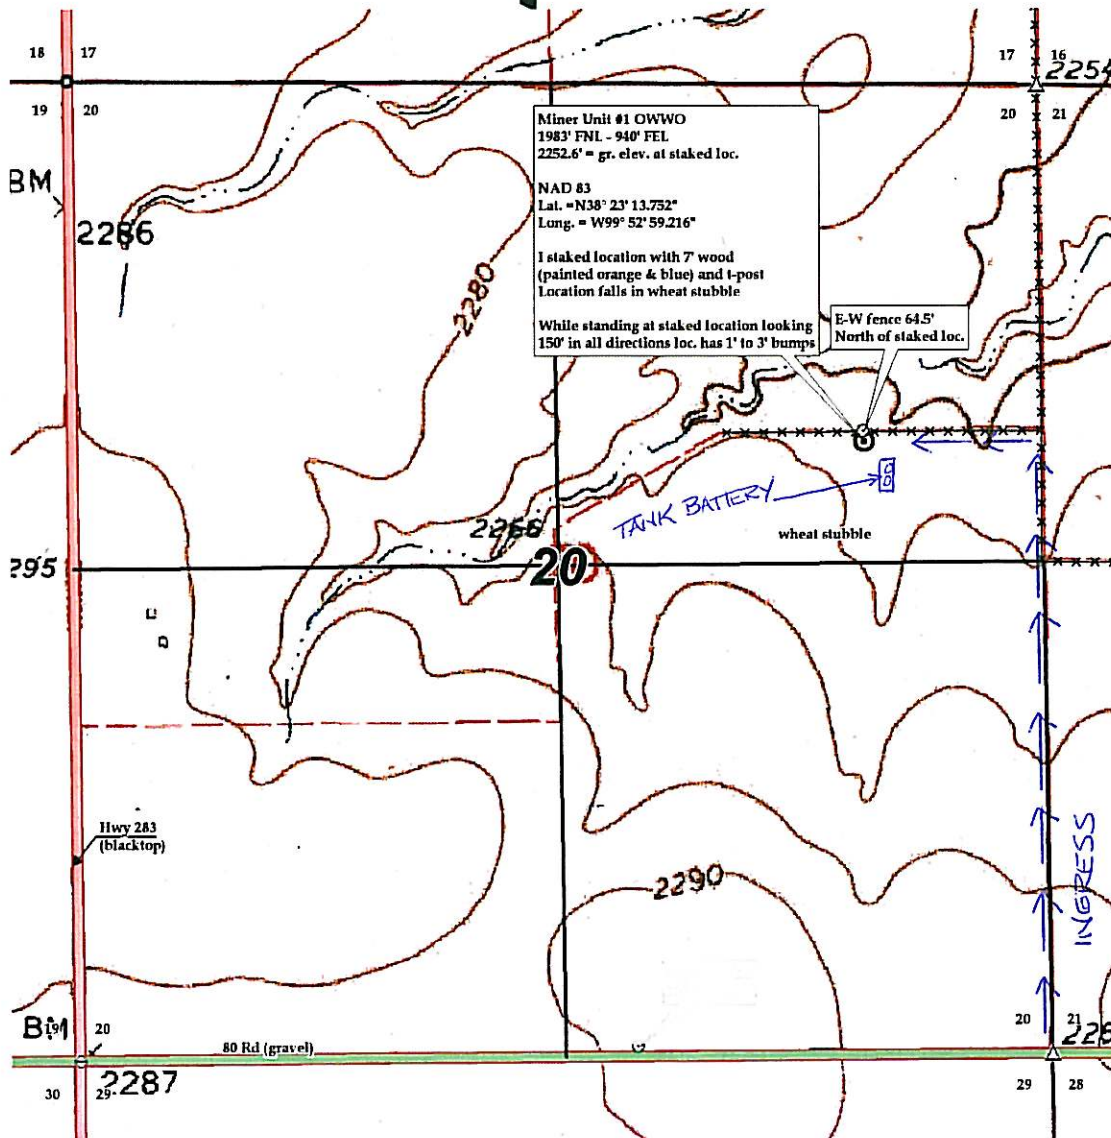 18 17
17 16
2254
19 20
20 21
Miner Unit #1 OWWO
1983' FNL - 940' FEL
2252.6' = gr. elev. at staked loc.
NAD 83
Lat. =N38° 23' 13.752"
Long. = W99° 52' 59.216"
I staked location with 7' wood
(painted orange & blue) and t-post
Location falls in wheat stubble
While standing at staked location looking
150' in all directions loc. has 1' to 3' bumps
E-W fence 64.5'
North of staked loc.
BM
2286
2280
TANK BATTERY
2266
wheat stubble
295
20
Hwy 283
(blacktop)
2290
INGRESS
BM
19 20
80 Rd (gravel)
20 21
226
2287
30 29
29 28